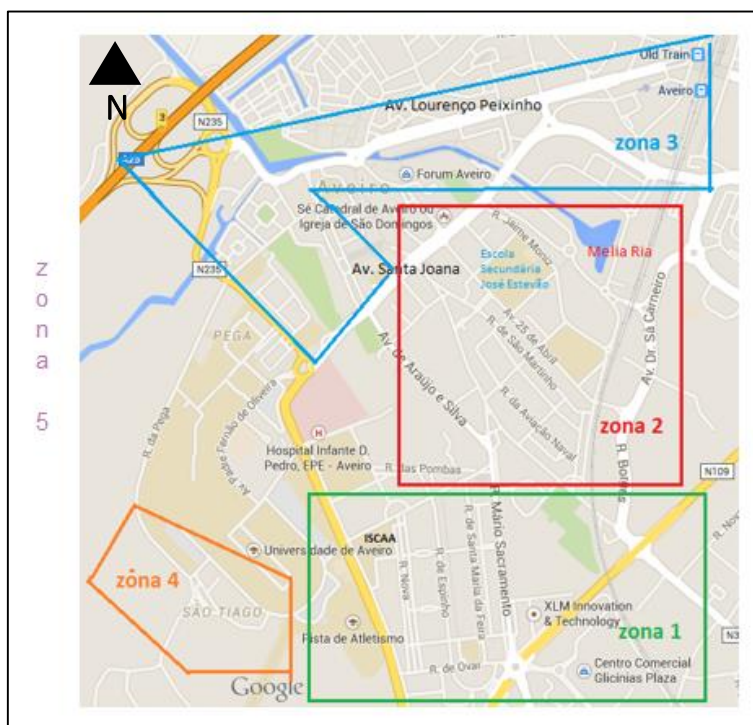 N
Old Train
Aveiro
N235
3
A25
Av. Lourenço Peixinho
zona 3
Forum Aveiro
Aveiro
Sé Catedral de Aveiro ou
Igreja de São Domingos
R. Jaime Moniz
Melia Ria
Escola
Secundária
José Estevão
Av. Santa Joana
N235
zona 5
PEGA
Av. 25 de Abril
R. de São Martinho
Av. Dr. Sá Carneiro
Av. de Araújo e Silva
R. da Aviação Naval
zona 2
R. da Pega
Av. Padre Fernão de Oliveira
Hospital Infante D.
Pedro, EPE - Aveiro
R. das Pombas
N109
R. Mário Sacramento
ISCAA
Universidade de Aveiro
zona 4
SÃO TIAGO
R. Nova
R. de Espinho
R. de Santa Maria da Feira
XLM Innovation
& Technology
zona 1
Pista de Atletismo
R. de Ovar
Centro Comercial
Glicínias Plaza
Google